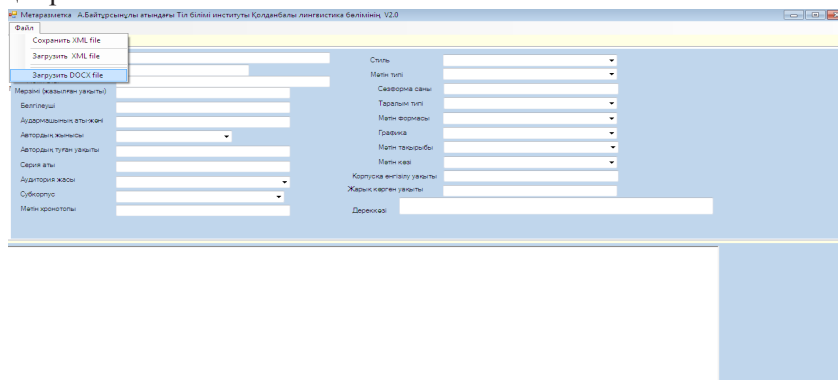 Метаразметка А.Байтұрсынұлы атындағы Тіл білімі институты Қолданбалы лингвистика бөлімінің V2.0
Файл
Сохранить XML file
Загрузить XML file
Загрузить DOCX file
Мерзімі (жазылған уақыты)
Белгілеуші
Аудармашының аты-жөні
Автордың жынысы
Автордың туған уақыты
Серия аты
Аудитория жасы
Субкорпус
Мәтін хронотопы
Стиль
Мәтін типі
Сөзформа саны
Таралым типі
Мәтін формасы
Графика
Мәтін тақырыбы
Мәтін көзі
Корпусқа енгізілу уақыты
Жарық көрген уақыты
Дереккөзі